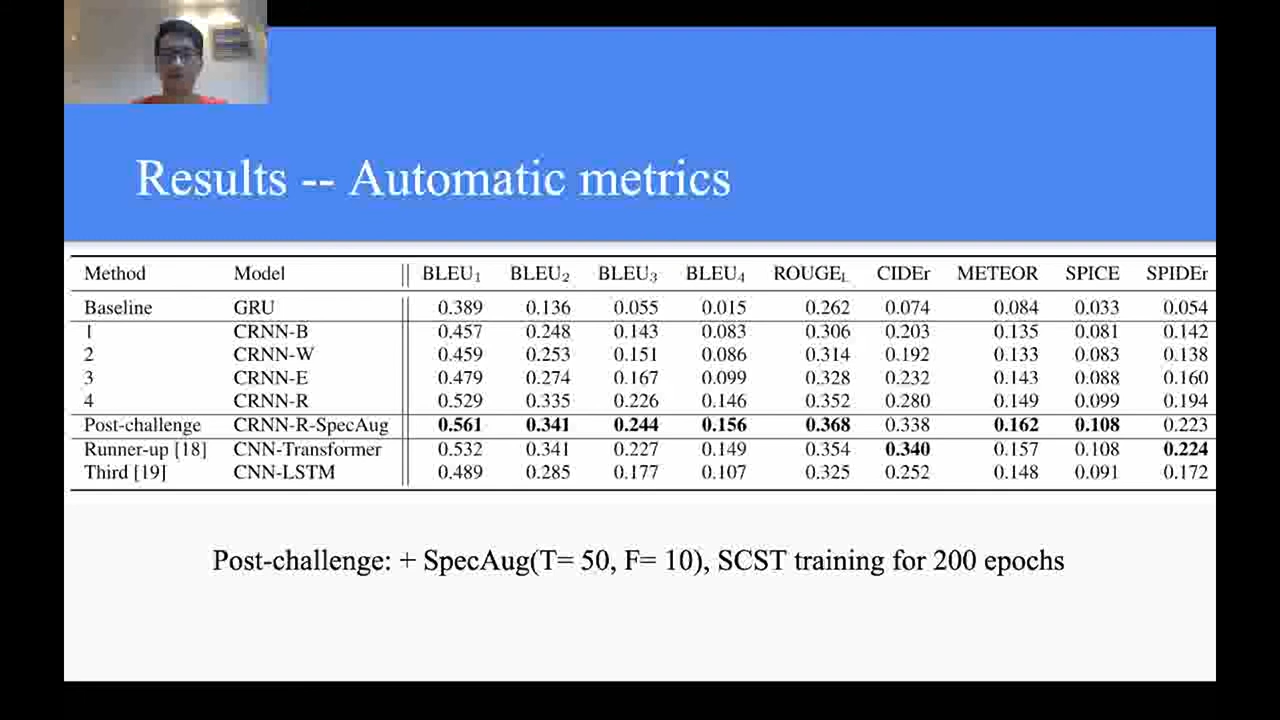 Results -- Automatic metrics
Method Model BLEU₁ BLEU₂ BLEU₃ BLEU₄ ROUGE_L CIDEr METEOR SPICE SPIDEr
Baseline GRU 0.389 0.136 0.055 0.015 0.262 0.074 0.084 0.033 0.054
1 CRNN-B 0.457 0.248 0.143 0.083 0.306 0.203 0.135 0.081 0.142
2 CRNN-W 0.459 0.253 0.151 0.086 0.314 0.192 0.133 0.083 0.138
3 CRNN-E 0.479 0.274 0.167 0.099 0.328 0.232 0.143 0.088 0.160
4 CRNN-R 0.529 0.335 0.226 0.146 0.352 0.280 0.149 0.099 0.194
Post-challenge CRNN-R-SpecAug 0.561 0.341 0.244 0.156 0.368 0.338 0.162 0.108 0.223
Runner-up [18] CNN-Transformer 0.532 0.341 0.227 0.149 0.354 0.340 0.157 0.108 0.224
Third [19] CNN-LSTM 0.489 0.285 0.177 0.107 0.325 0.252 0.148 0.091 0.172
Post-challenge: + SpecAug(T= 50, F= 10), SCST training for 200 epochs